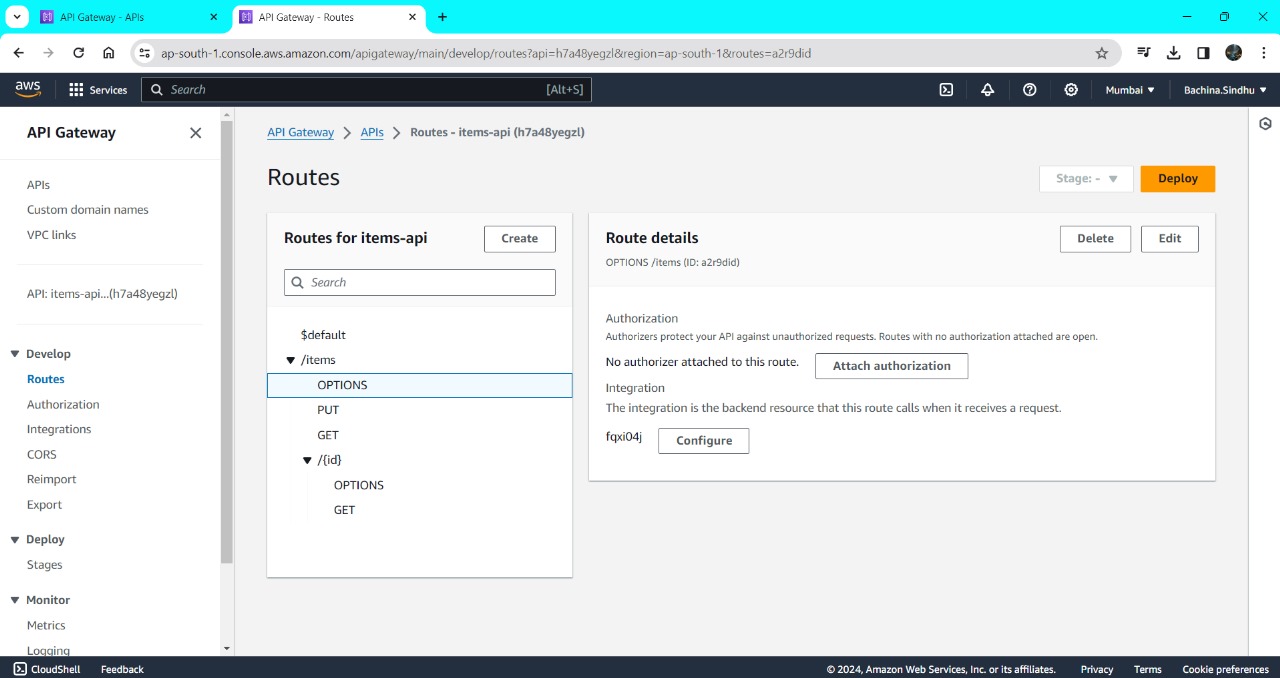 API Gateway - APIs
API Gateway - Routes
ap-south-1.console.aws.amazon.com/apigateway/main/develop/routes?api=h7a48yegzl&region=ap-south-1&routes=a2r9did
aws
Services
Search
[Alt+S]
Mumbai
Bachina.Sindhu
API Gateway
APIs
Custom domain names
VPC links
API: items-api...(h7a48yegzl)
Develop
Routes
Authorization
Integrations
CORS
Reimport
Export
Deploy
Stages
Monitor
Metrics
Logging
API Gateway > APIs > Routes - items-api (h7a48yegzl)
Routes
Stage: -
Deploy
Routes for items-api
Create
Search
$default
/items
OPTIONS
PUT
GET
/{id}
OPTIONS
GET
Route details
Delete
Edit
OPTIONS /items (ID: a2r9did)
Authorization
Authorizers protect your API against unauthorized requests. Routes with no authorization attached are open.
No authorizer attached to this route.
Attach authorization
Integration
The integration is the backend resource that this route calls when it receives a request.
fqxi04j
Configure
CloudShell
Feedback
© 2024, Amazon Web Services, Inc. or its affiliates.
Privacy
Terms
Cookie preferences